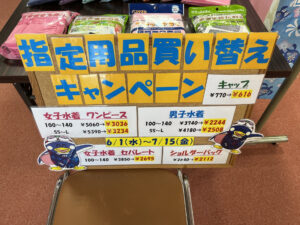 指定用品買い替え
キャンペーン
キャップ
¥770→¥616
女子水着 ワンピース
100~140 ¥5060→¥3036
SS~L ¥5390→¥3234
男子水着
100~140 ¥3740→¥2244
SS~L ¥4180→¥2508
6/1(水)~7/15(金)
女子水着 セパレート
100~140 ¥3850→¥2695
ショルダーバッグ
→¥2112